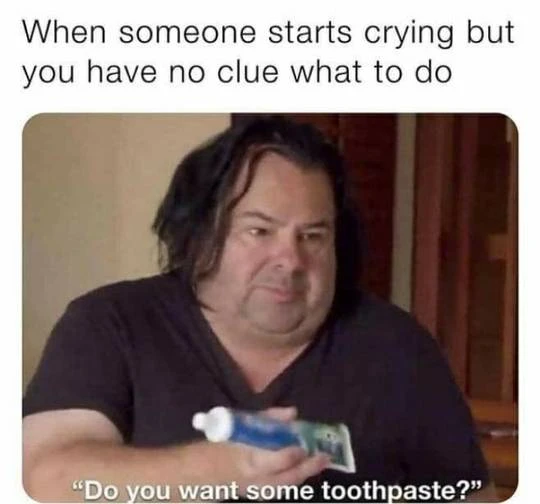 When someone starts crying but
you have no clue what to do
“Do you want some toothpaste?”